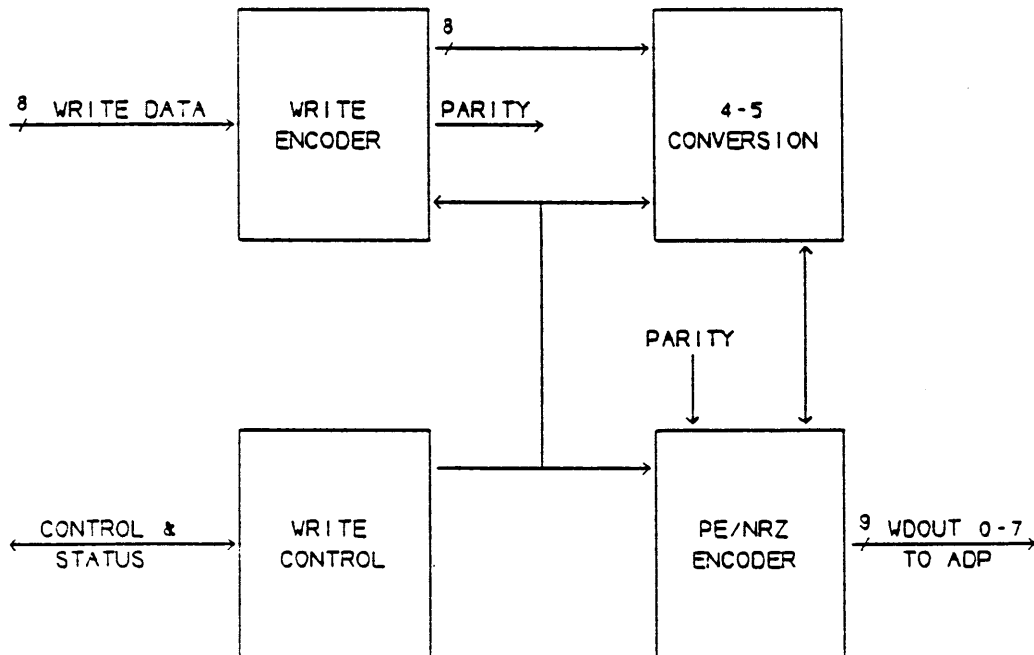 8
8 WRITE DATA
WRITE
ENCODER
PARITY
4-5
CONVERSION
PARITY
CONTROL &
STATUS
WRITE
CONTROL
PE/NRZ
ENCODER
9 WDOUT 0-7
TO ADP